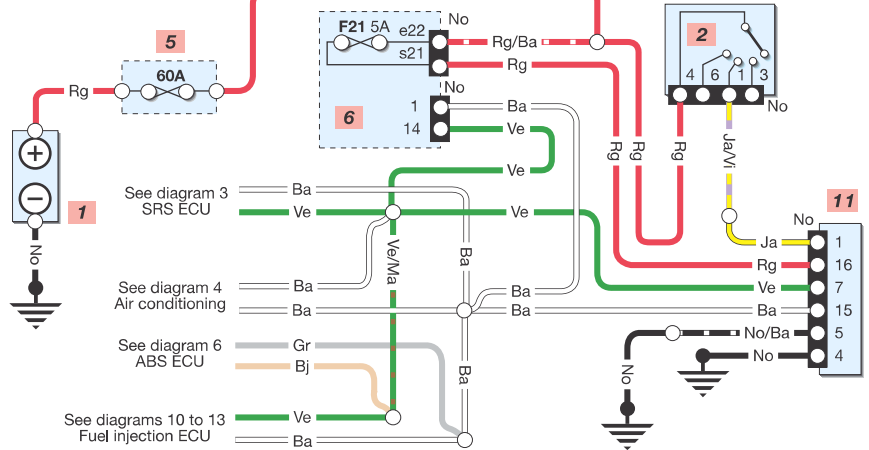 5
60A
Rg
1
No
F21 5A
e22
s21
No
Rg/Ba
Rg
No
6
1
14
Ba
Ve
Ve
2
4 6 1 3
No
Rg
Rg
Rg
Ja/Vi
See diagram 3
SRS ECU
Ba
Ve
Ve
Ve/Ma
Ba
See diagram 4
Air conditioning
Ba
Ba
Ba
Ba
See diagram 6
ABS ECU
Gr
Bj
Ba
See diagrams 10 to 13
Fuel injection ECU
Ve
Ba
11
No
Ja
1
Rg
16
Ve
7
Ba
15
No/Ba
5
No
4
No